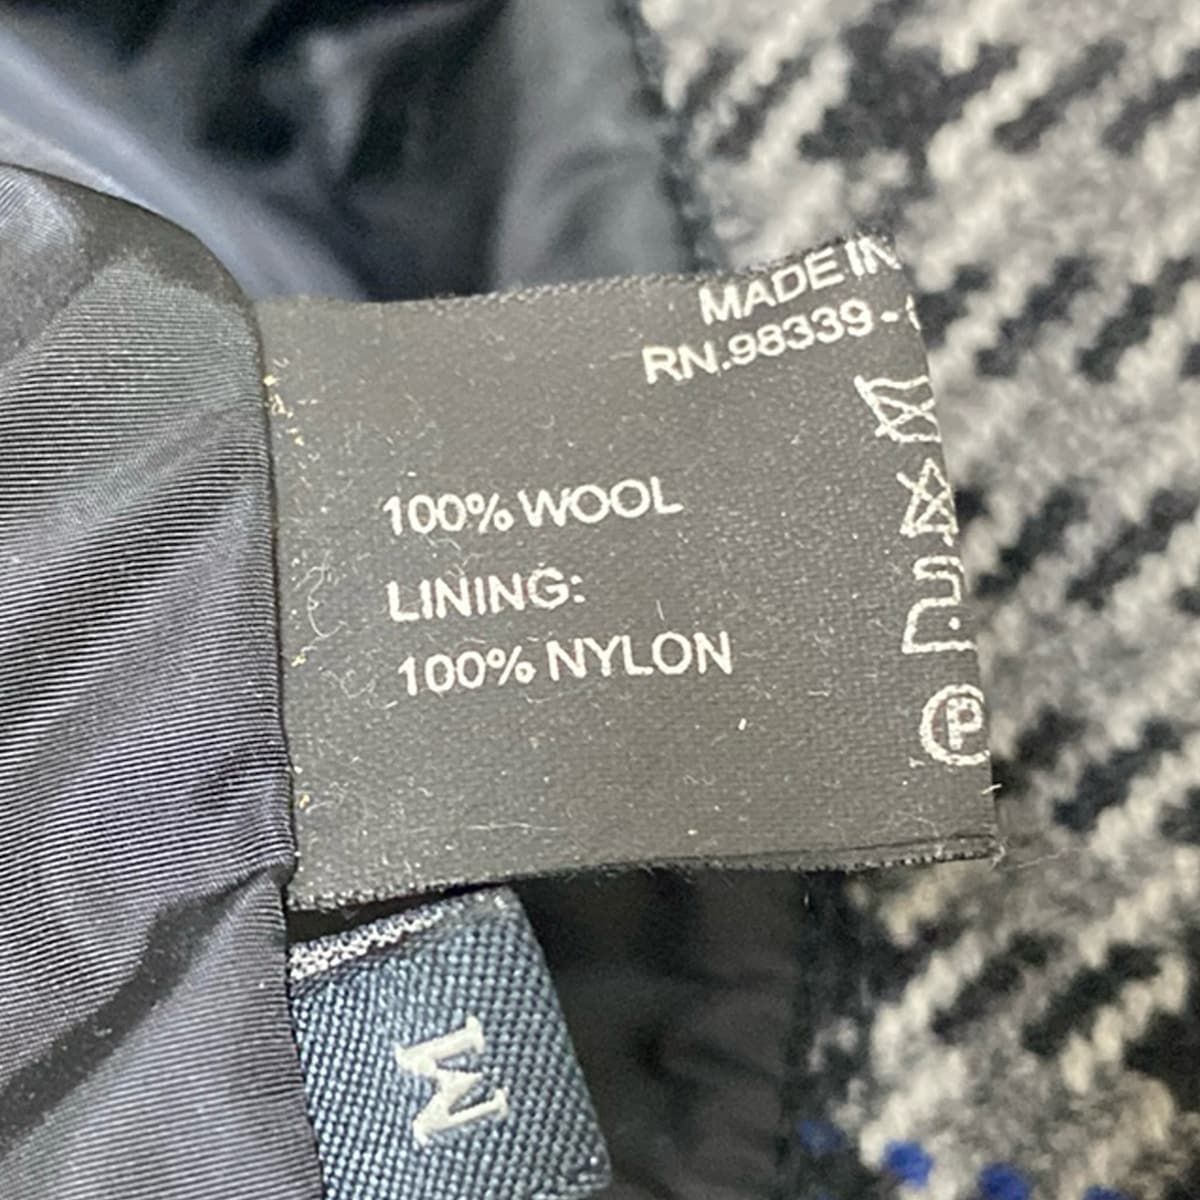 MADE IN
RN.98339-
100% WOOL
LINING:
100% NYLON
P
M